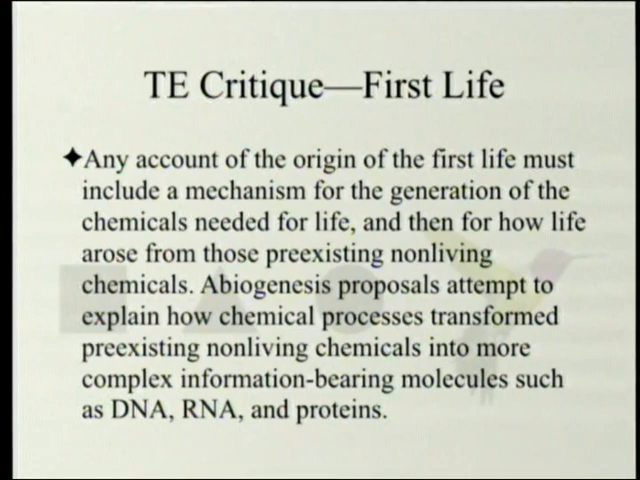 TE Critique—First Life
✦Any account of the origin of the first life must
include a mechanism for the generation of the
chemicals needed for life, and then for how life
arose from those preexisting nonliving
chemicals. Abiogenesis proposals attempt to
explain how chemical processes transformed
preexisting nonliving chemicals into more
complex information-bearing molecules such
as DNA, RNA, and proteins.